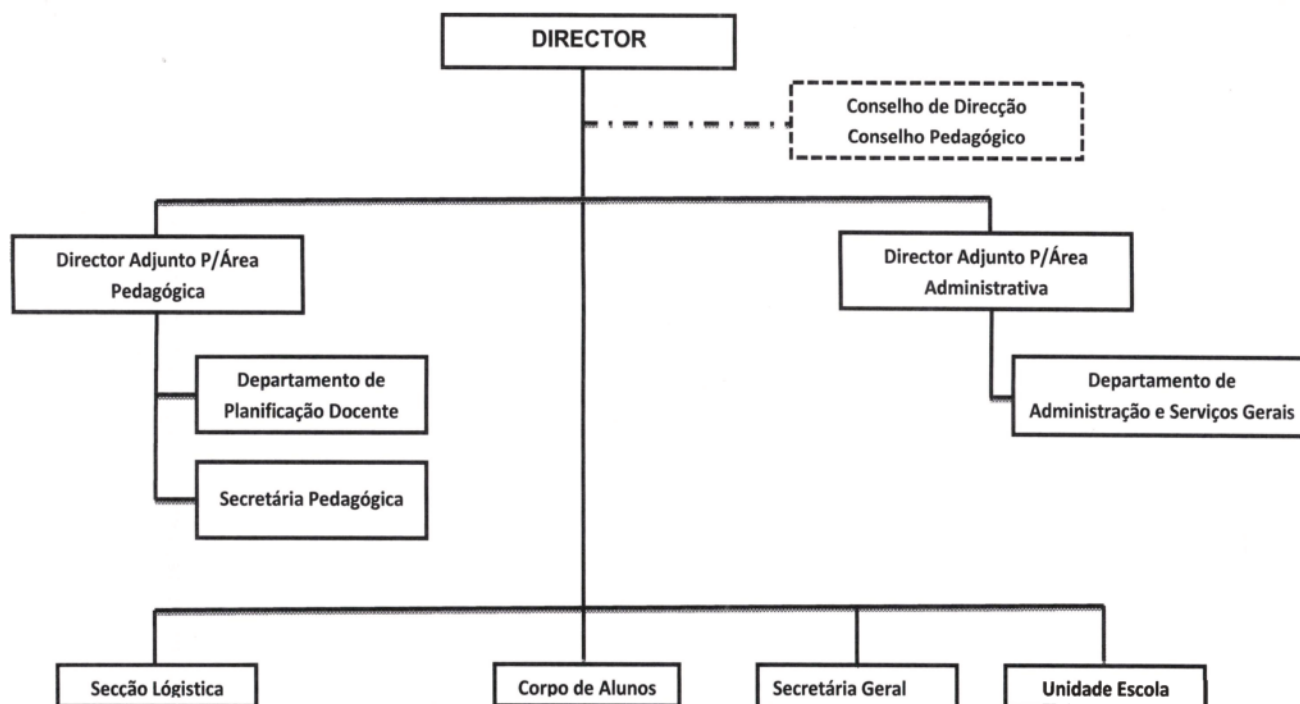 DIRECTOR
Conselho de Direcção
Conselho Pedagógico
Director Adjunto P/Área
Pedagógica
Director Adjunto P/Área
Administrativa
Departamento de
Planificação Docente
Departamento de
Administração e Serviços Gerais
Secretária Pedagógica
Secção Lógistica
Corpo de Alunos
Secretária Geral
Unidade Escola